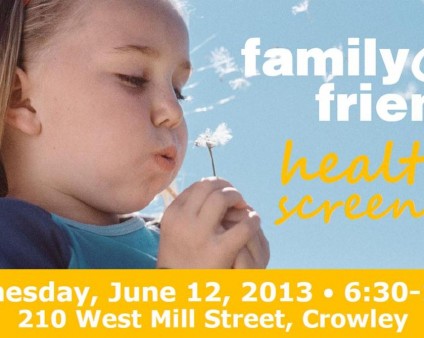 family &
frien
healt
screen
nesday, June 12, 2013 • 6:30-
210 West Mill Street, Crowley